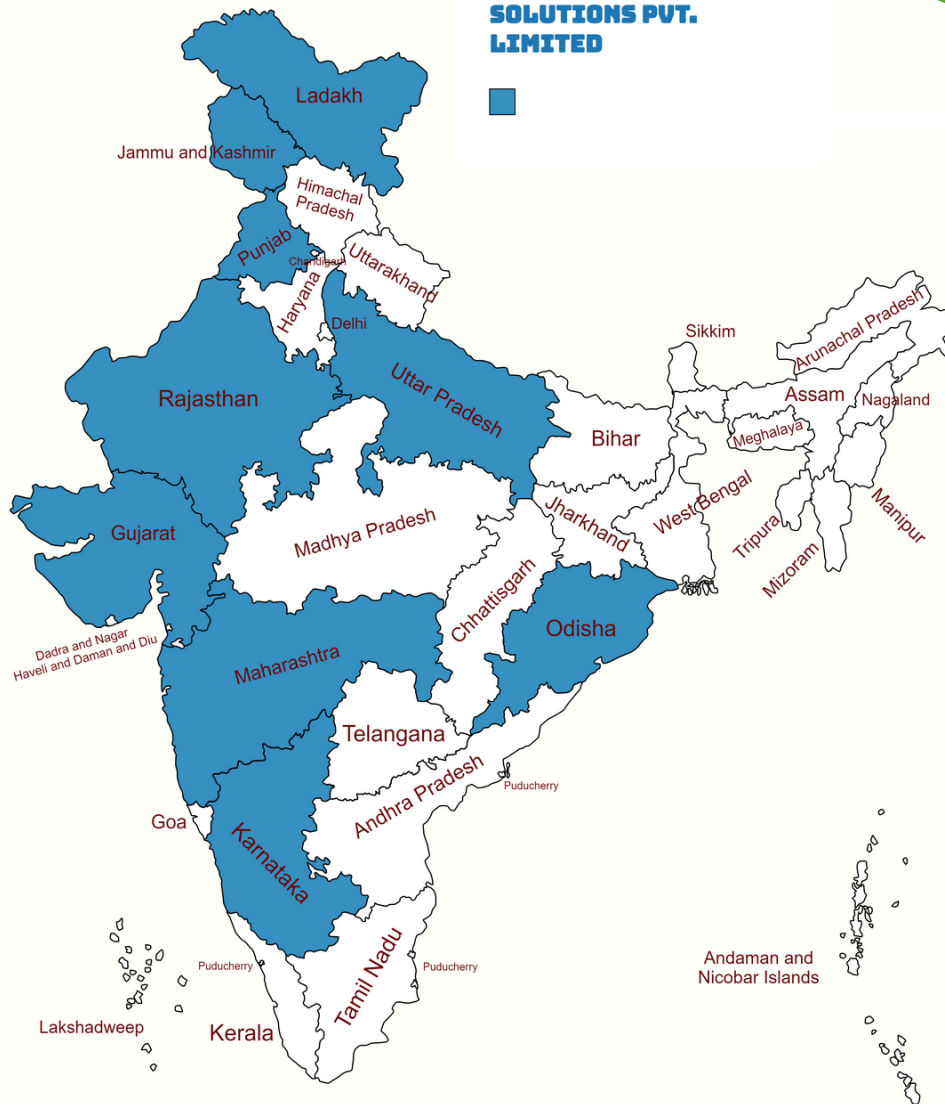 SOLUTIONS PVT.
LIMITED
Ladakh
Jammu and Kashmir
Himachal
Pradesh
Punjab
Chandigarh
Uttarakhand
Haryana
Delhi
Arunachal Pradesh
Sikkim
Rajasthan
Uttar Pradesh
Assam
Nagaland
Bihar
Meghalaya
Gujarat
Madhya Pradesh
Jharkhand
West Bengal
Tripura
Manipur
Mizoram
Chhattisgarh
Odisha
Dadra and Nagar
Haveli and Daman and Diu
Maharashtra
Telangana
Andhra Pradesh
Puducherry
Goa
Karnataka
Puducherry
Tamil Nadu
Puducherry
Andaman and
Nicobar Islands
Lakshadweep
Kerala